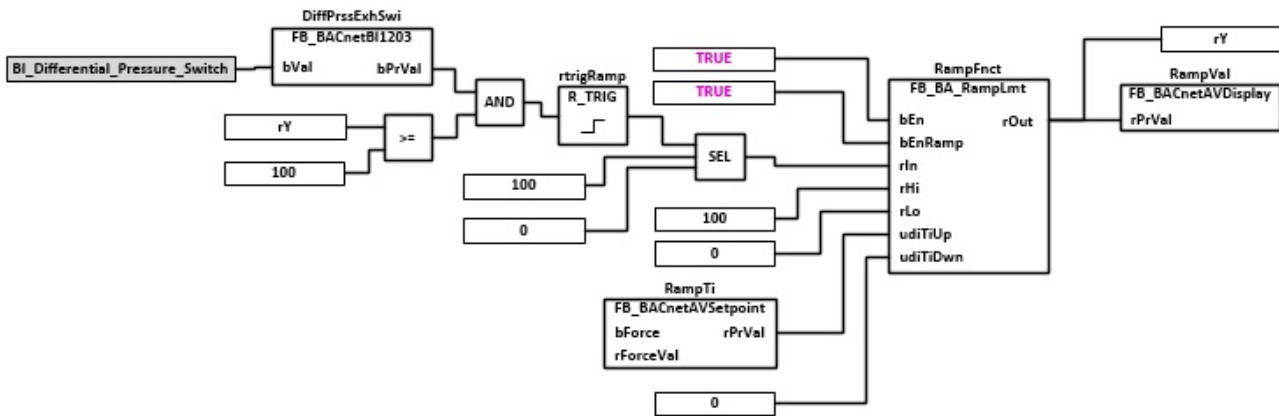 DiffPrssExhSwi
FB_BACnetBI1203
BI_Differential_Pressure_Switch
bVal
bPrVal
rY
>=
100
AND
rtrigRamp
R_TRIG
100
0
SEL
TRUE
TRUE
100
0
RampTi
FB_BACnetAVSetpoint
bForce
rPrVal
rForceVal
0
RampFnct
FB_BA_RampLmt
bEn
rOut
bEnRamp
rIn
rHi
rLo
udiTiUp
udiTiDwn
rY
RampVal
FB_BACnetAVDisplay
rPrVal